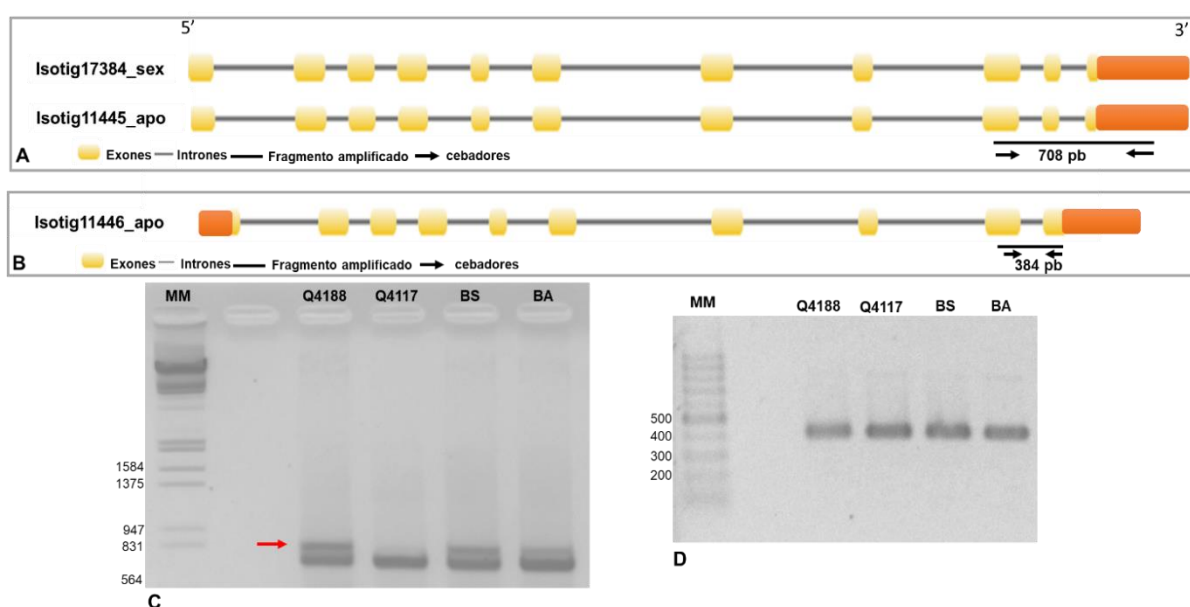 5’ 3’
Isotig17384_sex
Isotig11445_apo
A Exones Intrones Fragmento amplificado cebadores 708 pb
Isotig11446_apo
B Exones Intrones Fragmento amplificado cebadores 384 pb
MM Q4188 Q4117 BS BA
1584
1375
947
831
564
C
MM Q4188 Q4117 BS BA
500
400
300
200
D